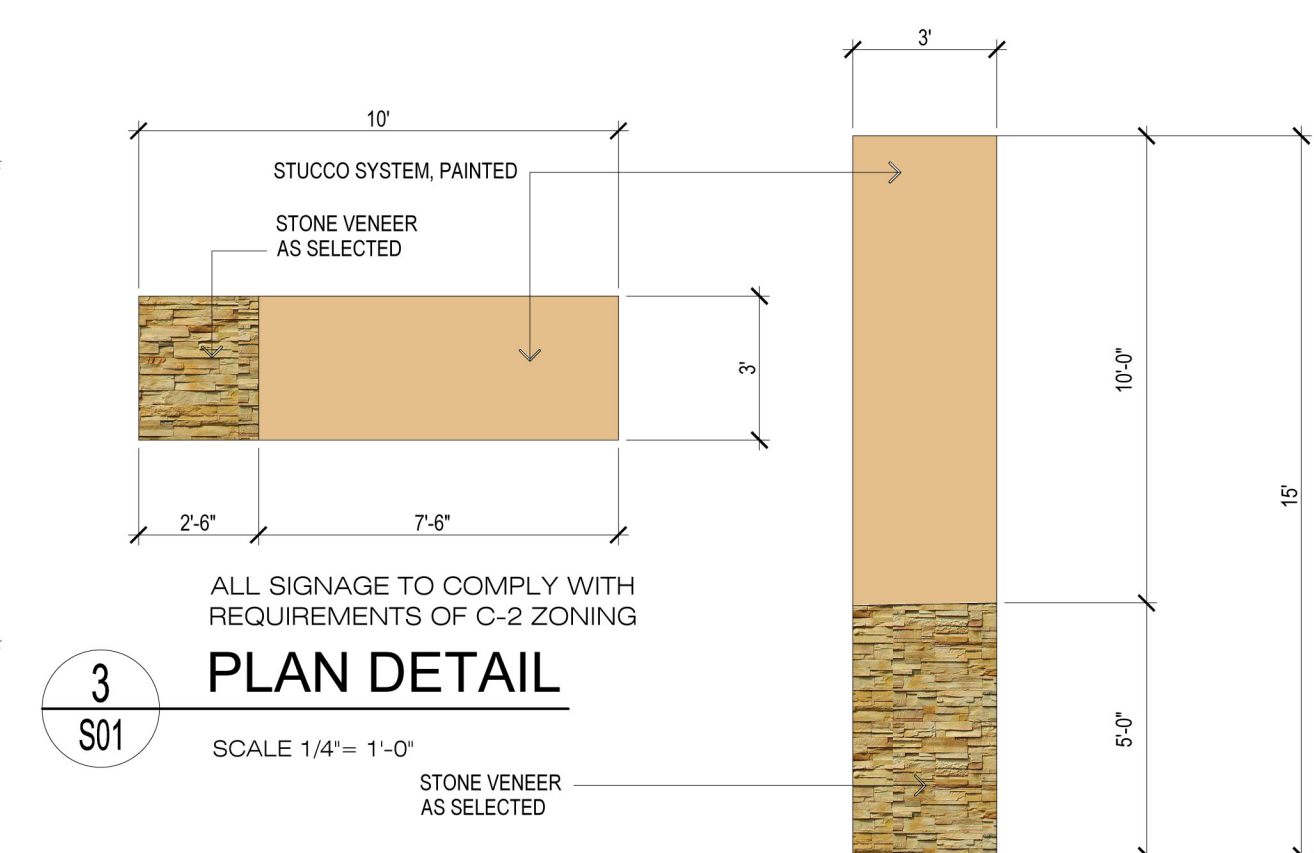 3'
10'
STUCCO SYSTEM, PAINTED
STONE VENEER
AS SELECTED
3'
10'-0"
15'
2'-6"
7'-6"
ALL SIGNAGE TO COMPLY WITH
REQUIREMENTS OF C-2 ZONING
3
S01
PLAN DETAIL
SCALE 1/4"= 1'-0"
5'-0"
STONE VENEER
AS SELECTED